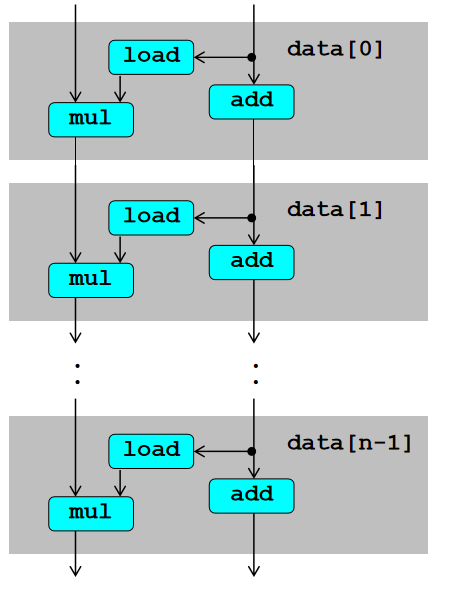 load data[0]
add
mul
load data[1]
add
mul
: :
load data[n-1]
add
mul